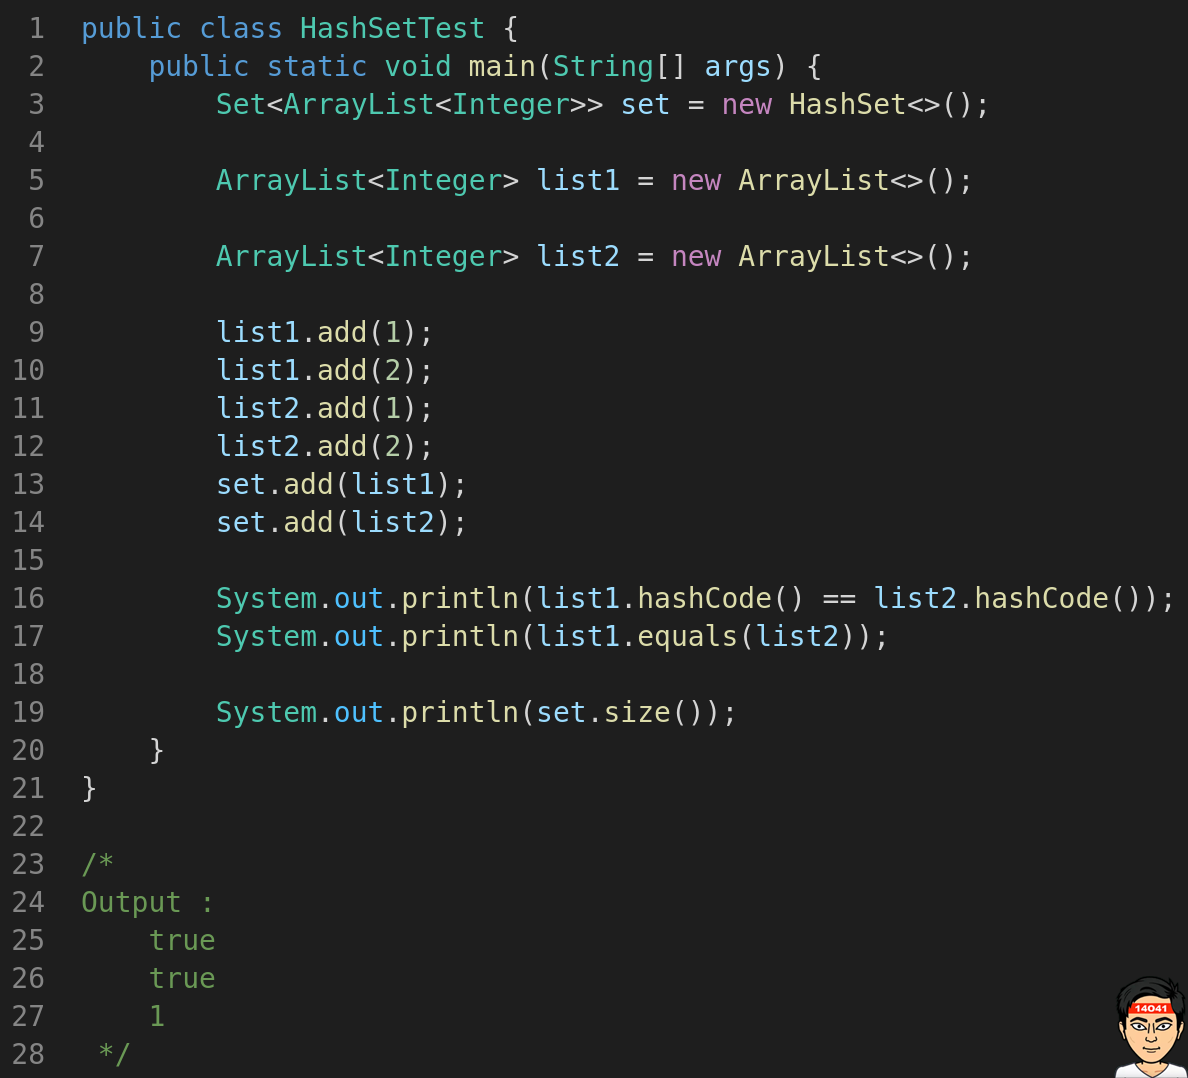 1 public class HashSetTest {
2     public static void main(String[] args) {
3         Set<ArrayList<Integer>> set = new HashSet<>();
4
5         ArrayList<Integer> list1 = new ArrayList<>();
6
7         ArrayList<Integer> list2 = new ArrayList<>();
8
9         list1.add(1);
10         list1.add(2);
11         list2.add(1);
12         list2.add(2);
13         set.add(list1);
14         set.add(list2);
15
16         System.out.println(list1.hashCode() == list2.hashCode());
17         System.out.println(list1.equals(list2));
18
19         System.out.println(set.size());
20     }
21 }
22
23 /*
24 Output :
25     true
26     true
27     1
28  */
14041